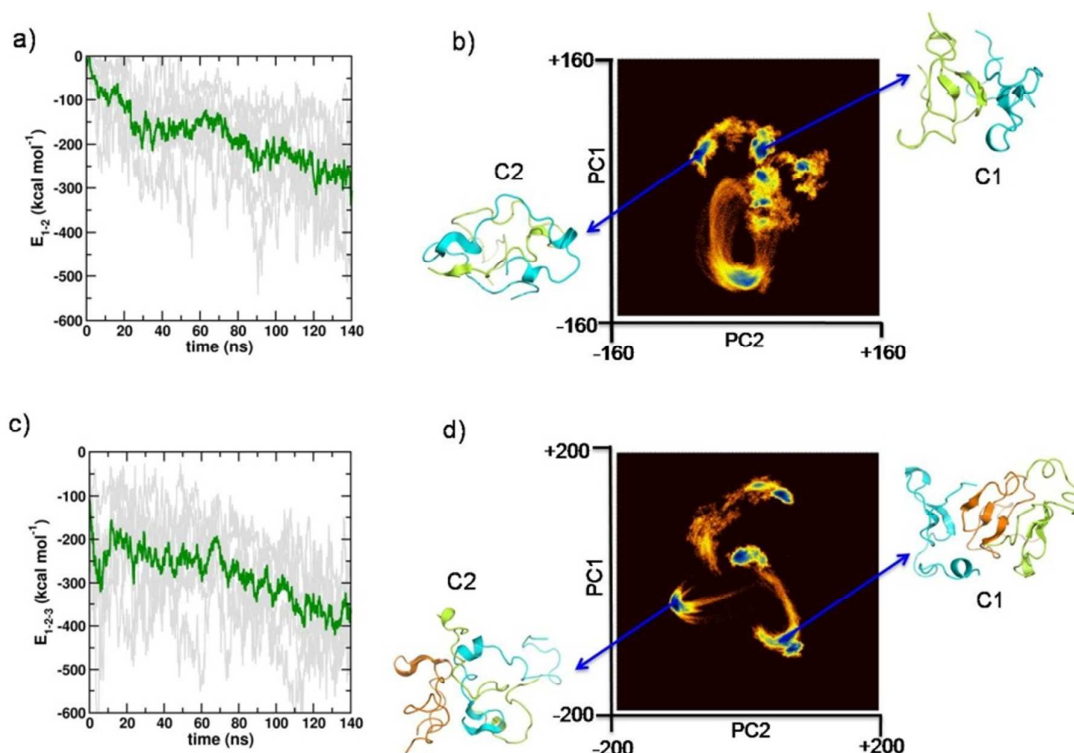 a)
0
-100
-200
-300
-400
-500
-600
E1-2 (kcal mol-1)
0 20 40 60 80 100 120 140
time (ns)
b)
+160
PC1
-160
-160
PC2
+160
C1
C2
c)
0
-100
-200
-300
-400
-500
-600
E1-2-3 (kcal mol-1)
0 20 40 60 80 100 120 140
time (ns)
d)
+200
PC1
-200
-200
PC2
+200
C1
C2